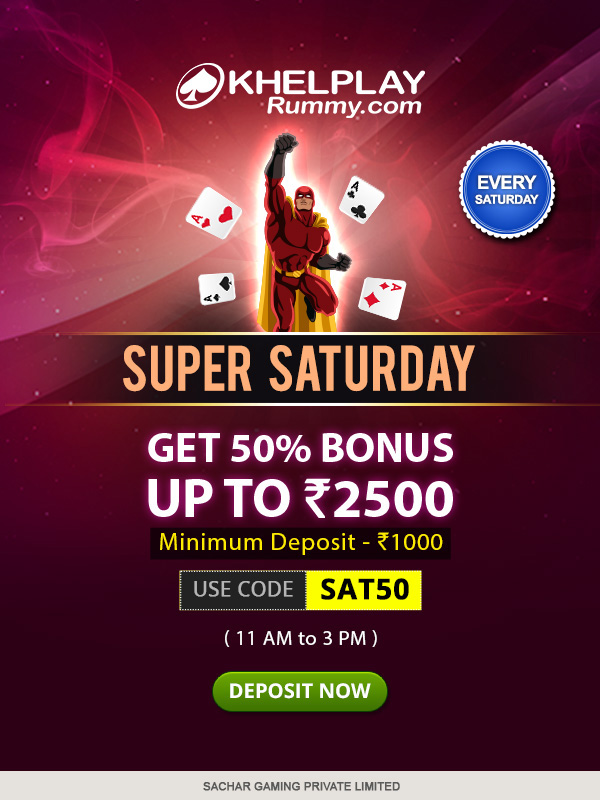 KHELPLAY
Rummy.com
EVERY
SATURDAY
A
A
A
A
SUPER SATURDAY
GET 50% BONUS
UP TO ₹2500
Minimum Deposit - ₹1000
USE CODE SAT50
( 11 AM to 3 PM )
DEPOSIT NOW
SACHAR GAMING PRIVATE LIMITED